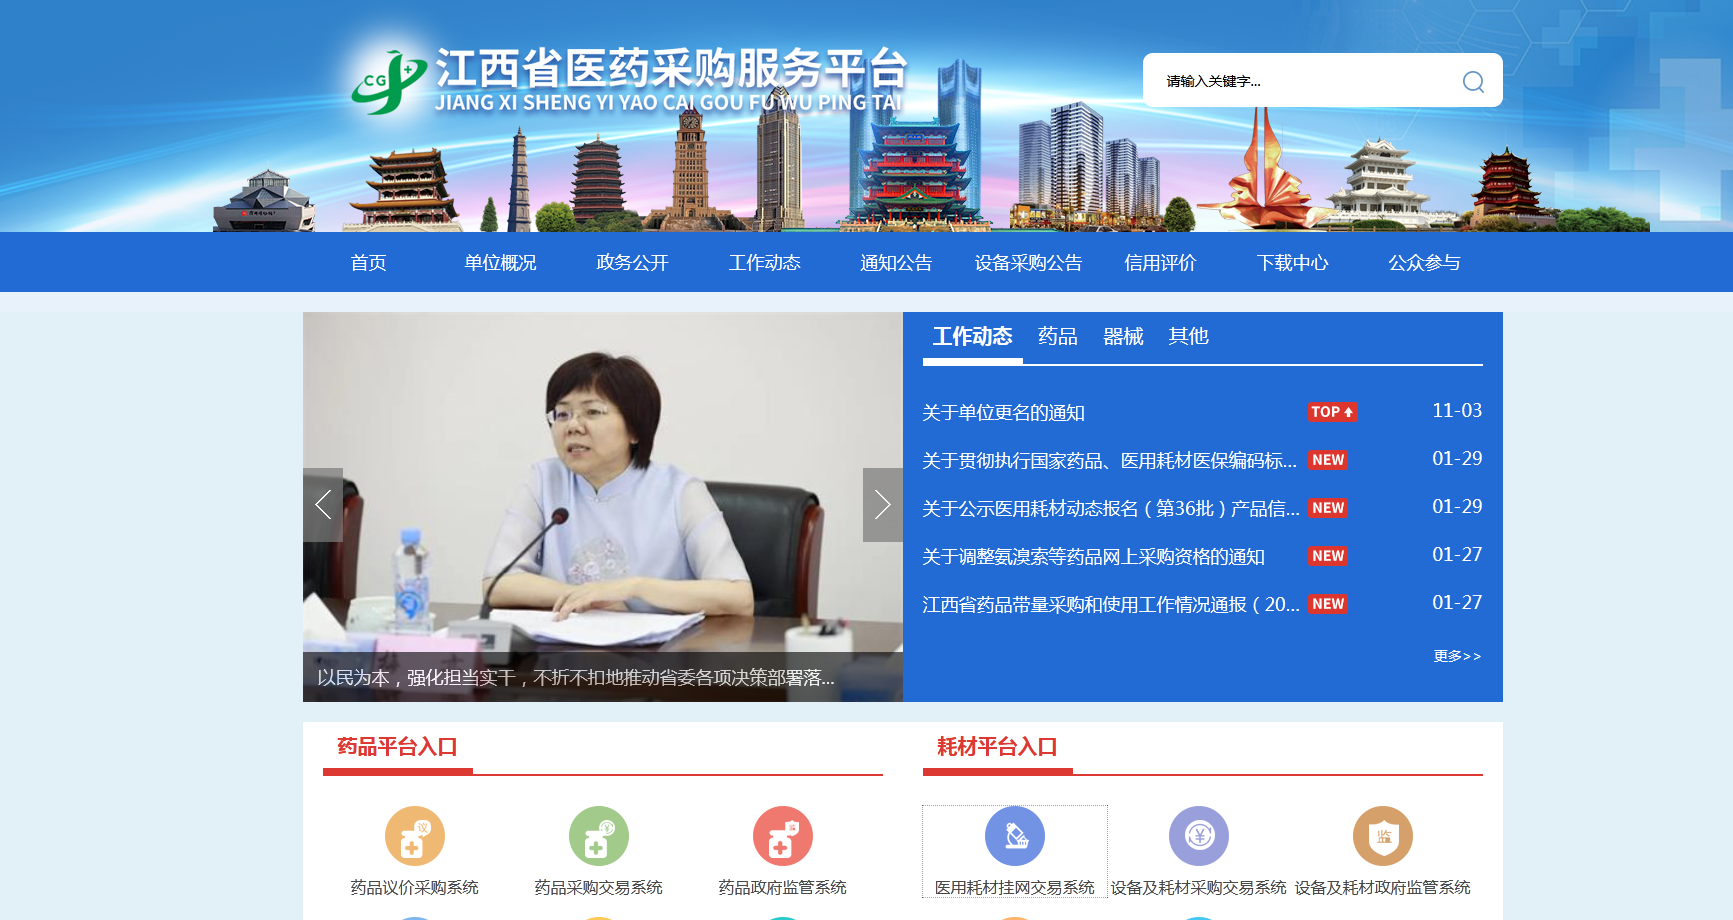 CG
江西省医药采购服务平台
JIANG XI SHENG YI YAO CAI GOU FU WU PING TAI
请输入关键字...
首页 单位概况 政务公开 工作动态 通知公告 设备采购公告 信用评价 下载中心 公众参与
工作动态 药品 器械 其他
关于单位更名的通知 TOP 11-03
关于贯彻执行国家药品、医用耗材医保编码标... NEW 01-29
关于公示医用耗材动态报名（第36批）产品信... NEW 01-29
关于调整氨溴索等药品网上采购资格的通知 NEW 01-27
江西省药品带量采购和使用工作情况通报（20... NEW 01-27
更多>>
以民为本，强化担当实干，不折不扣地推动省委各项决策部署落...
药品平台入口 耗材平台入口
议 ¥ 监 ¥ 监
药品议价采购系统 药品采购交易系统 药品政府监管系统 医用耗材挂网交易系统 设备及耗材采购交易系统 设备及耗材政府监管系统